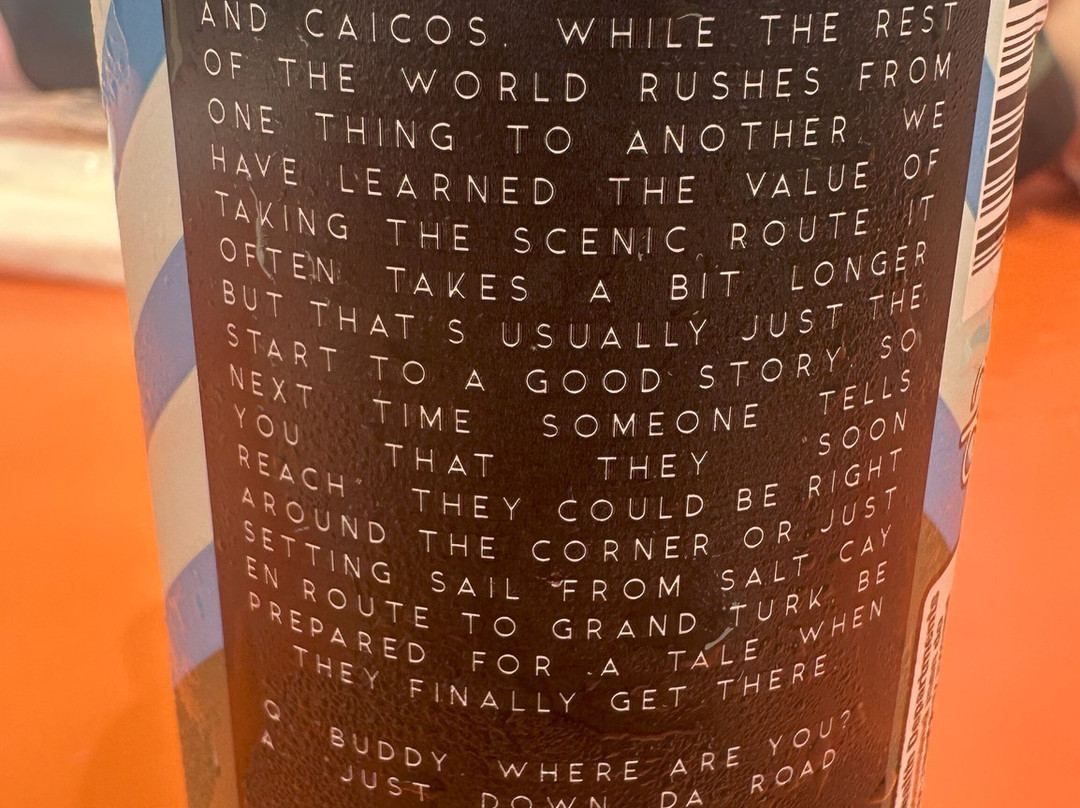 AND CAICOS. WHILE THE REST
OF THE WORLD RUSHES FROM
ONE THING TO ANOTHER, WE
HAVE LEARNED THE VALUE OF
TAKING THE SCENIC ROUTE. IT
OFTEN TAKES A BIT LONGER
BUT THAT'S USUALLY JUST THE
START TO A GOOD STORY. SO
NEXT TIME SOMEONE TELLS
YOU THAT THEY "SOON
REACH" THEY COULD BE RIGHT
AROUND THE CORNER OR JUST
SETTING SAIL FROM SALT CAY
EN ROUTE TO GRAND TURK. BE
PREPARED FOR A TALE WHEN
THEY FINALLY GET THERE.
Q. BUDDY WHERE ARE YOU?
A. JUST DOWN DA ROAD